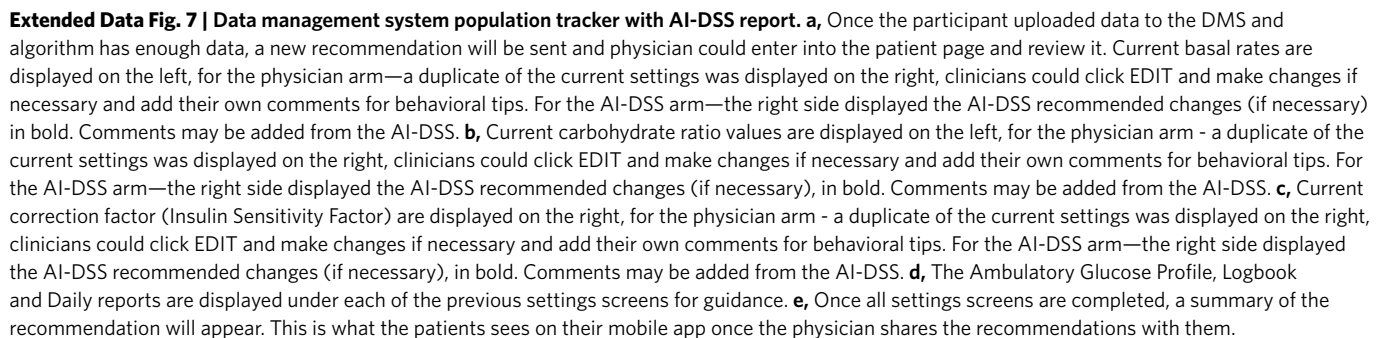 Extended Data Fig. 7 | Data management system population tracker with AI-DSS report. a, Once the participant uploaded data to the DMS and
algorithm has enough data, a new recommendation will be sent and physician could enter into the patient page and review it. Current basal rates are
displayed on the left, for the physician arm—a duplicate of the current settings was displayed on the right, clinicians could click EDIT and make changes if
necessary and add their own comments for behavioral tips. For the AI-DSS arm—the right side displayed the AI-DSS recommended changes (if necessary)
in bold. Comments may be added from the AI-DSS. b, Current carbohydrate ratio values are displayed on the left, for the physician arm - a duplicate of the
current settings was displayed on the right, clinicians could click EDIT and make changes if necessary and add their own comments for behavioral tips. For
the AI-DSS arm—the right side displayed the AI-DSS recommended changes (if necessary), in bold. Comments may be added from the AI-DSS. c, Current
correction factor (Insulin Sensitivity Factor) are displayed on the right, for the physician arm - a duplicate of the current settings was displayed on the right,
clinicians could click EDIT and make changes if necessary and add their own comments for behavioral tips. For the AI-DSS arm—the right side displayed
the AI-DSS recommended changes (if necessary), in bold. Comments may be added from the AI-DSS. d, The Ambulatory Glucose Profile, Logbook
and Daily reports are displayed under each of the previous settings screens for guidance. e, Once all settings screens are completed, a summary of the
recommendation will appear. This is what the patients sees on their mobile app once the physician shares the recommendations with them.